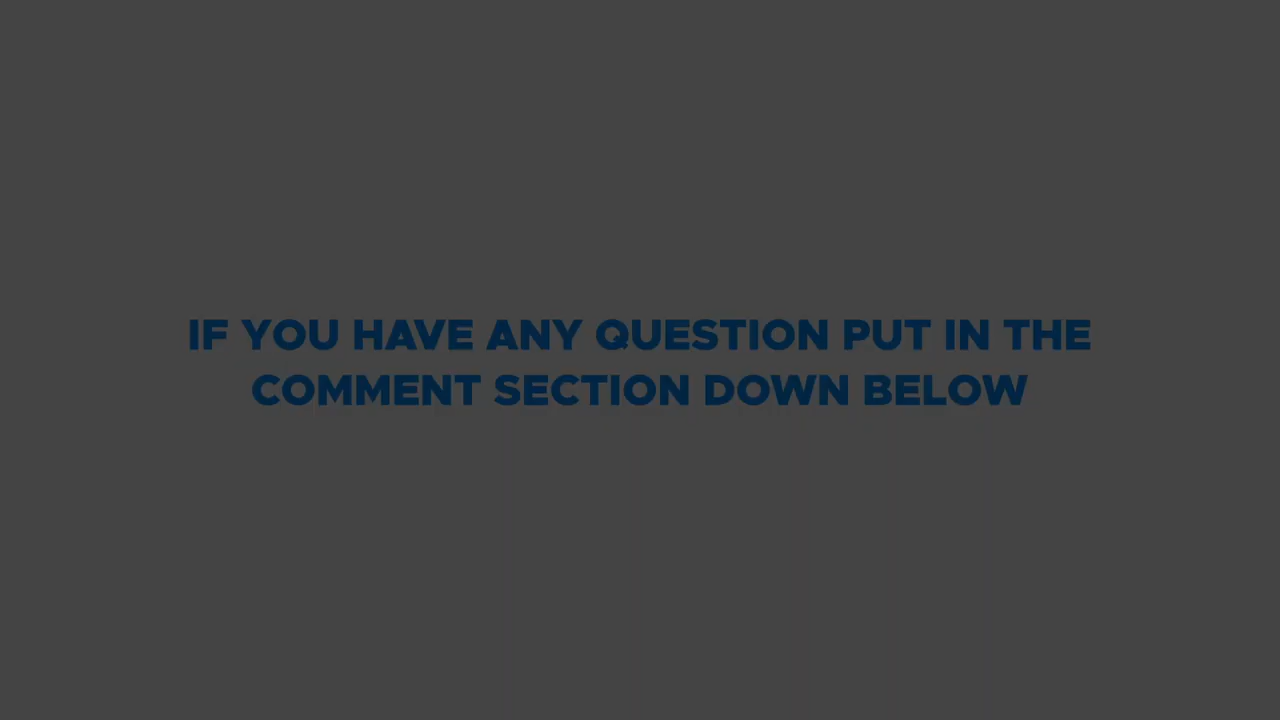 IF YOU HAVE ANY QUESTION PUT IN THE
COMMENT SECTION DOWN BELOW